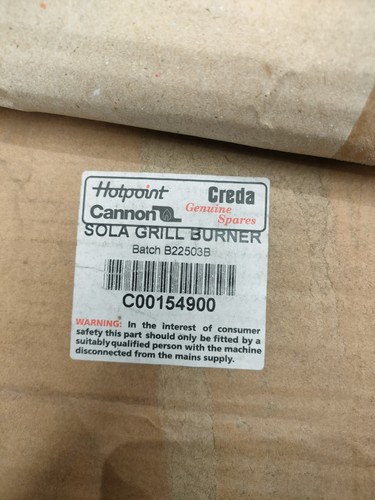 Hotpoint Creda
Cannon Genuine Spares
SOLA GRILL BURNER
Batch B22503B
C00154900
WARNING: In the interest of consumer
safety this part should only be fitted by a
suitably qualified person with the machine
disconnected from the mains supply.